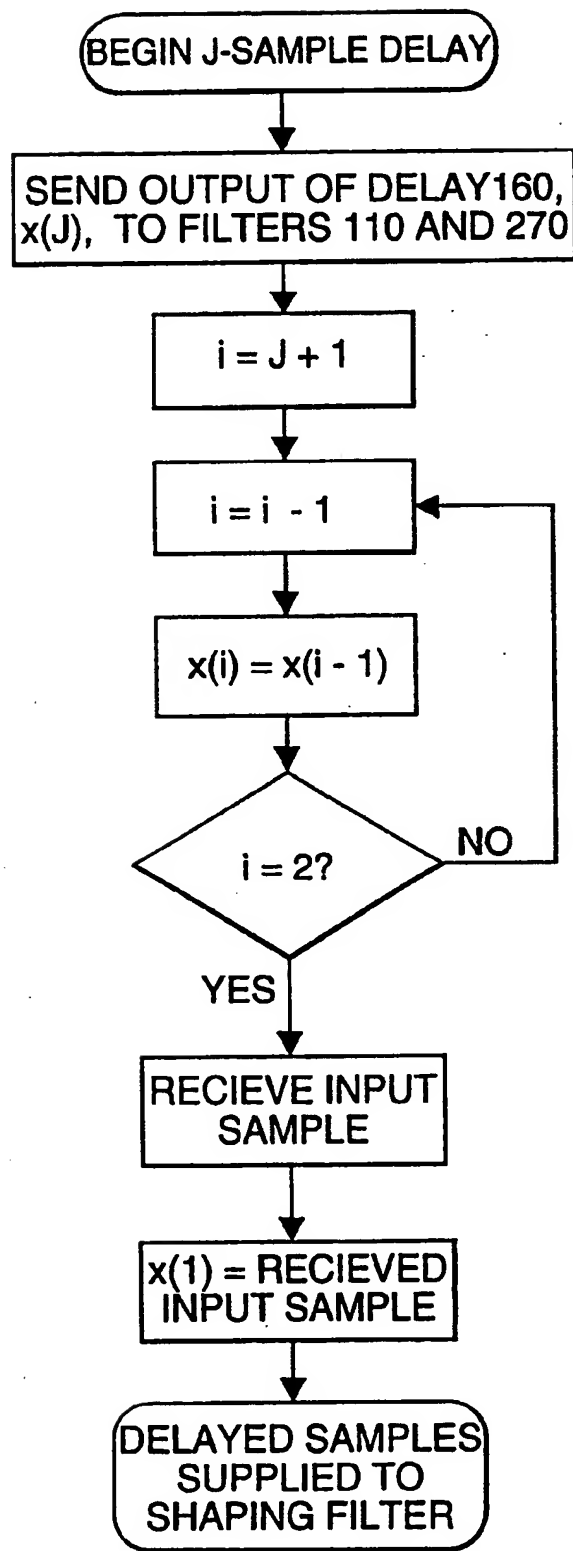 BEGIN J-SAMPLE DELAY
SEND OUTPUT OF DELAY160,
x(J), TO FILTERS 110 AND 270
i = J + 1
i = i - 1
x(i) = x(i - 1)
i = 2?
NO
YES
RECIEVE INPUT
SAMPLE
x(1) = RECIEVED
INPUT SAMPLE
DELAYED SAMPLES
SUPPLIED TO
SHAPING FILTER